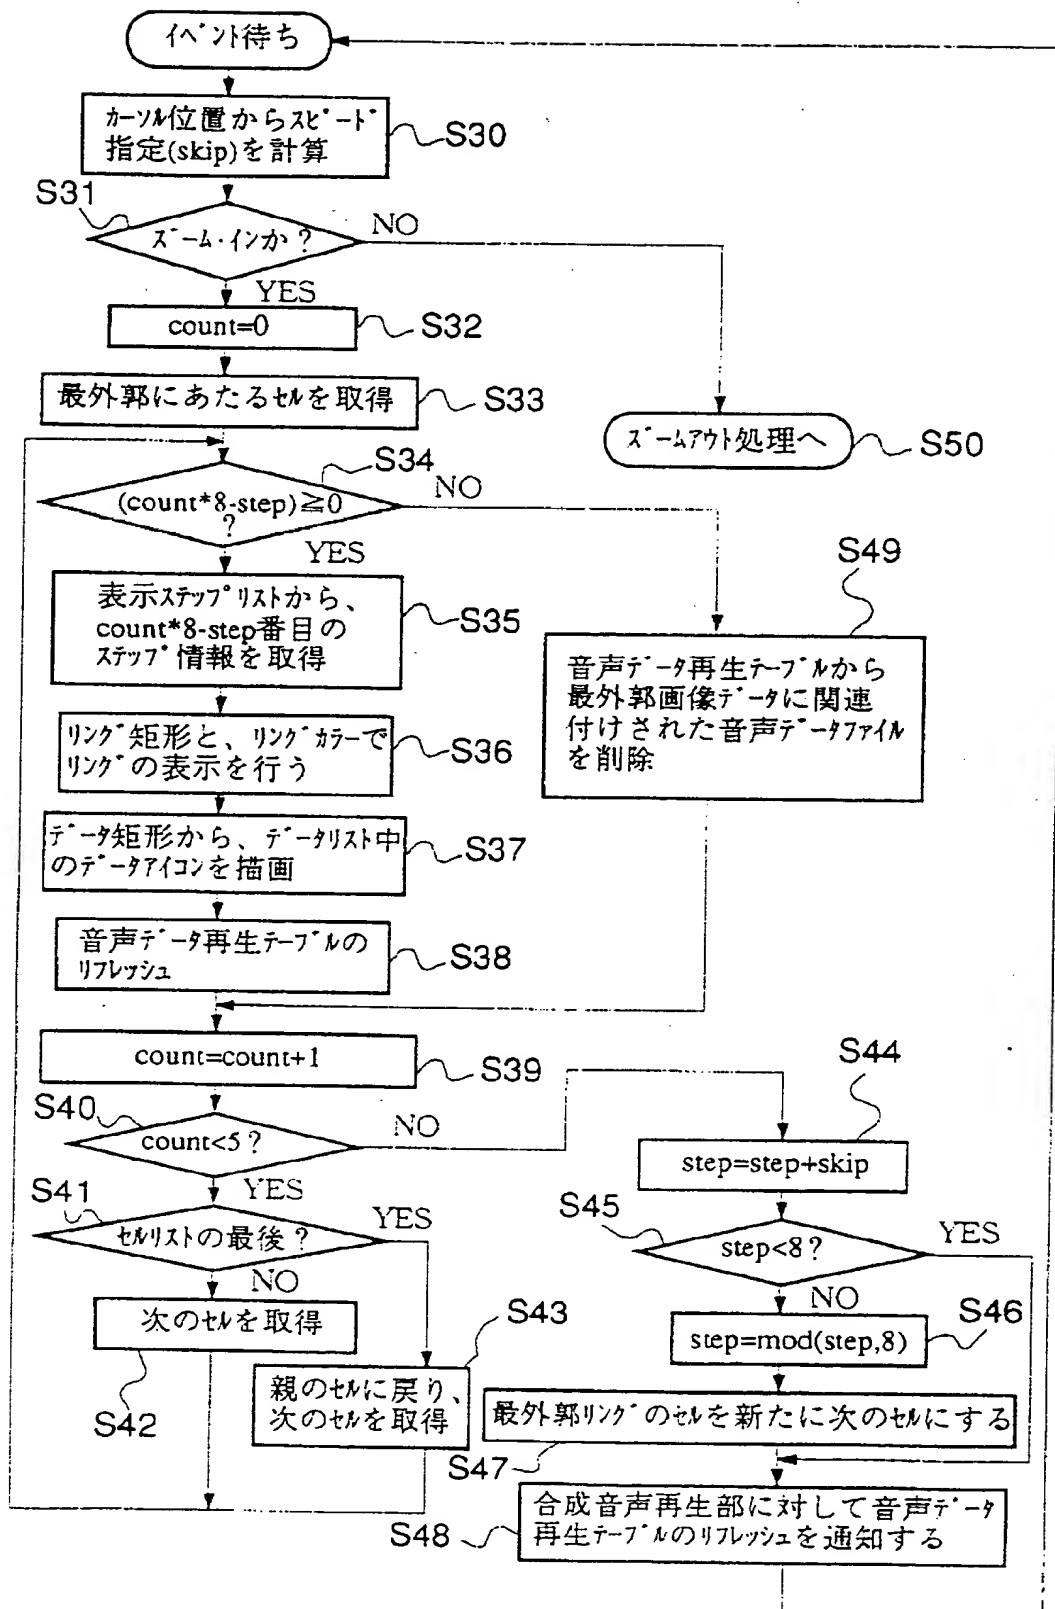 イベント待ち
カーソル位置からスピード
指定(skip)を計算
S30
S31
ズーム・インか?
NO
YES
count=0
S32
最外郭にあたるセルを取得
S33
ズームアウト処理へ
S50
S34
(count*8-step)≧0
?
NO
YES
表示ステップリストから、
count*8-step番目の
ステップ情報を取得
S35
S49
音声データ再生テーブルから
最外郭画像データに関連
付けされた音声データファイル
を削除
リング矩形と、リングカラーで
リングの表示を行う
S36
データ矩形から、データリスト中
のデータアイコンを描画
S37
音声データ再生テーブルの
リフレッシュ
S38
count=count+1
S39
S40
count<5?
NO
YES
S44
step=step+skip
S41
セルリストの最後?
YES
NO
S45
step<8?
YES
NO
次のセルを取得
S42
S43
親のセルに戻り、
次のセルを取得
step=mod(step,8)
S46
最外郭リングのセルを新たに次のセルにする
S47
合成音声再生部に対して音声データ
再生テーブルのリフレッシュを通知する
S48